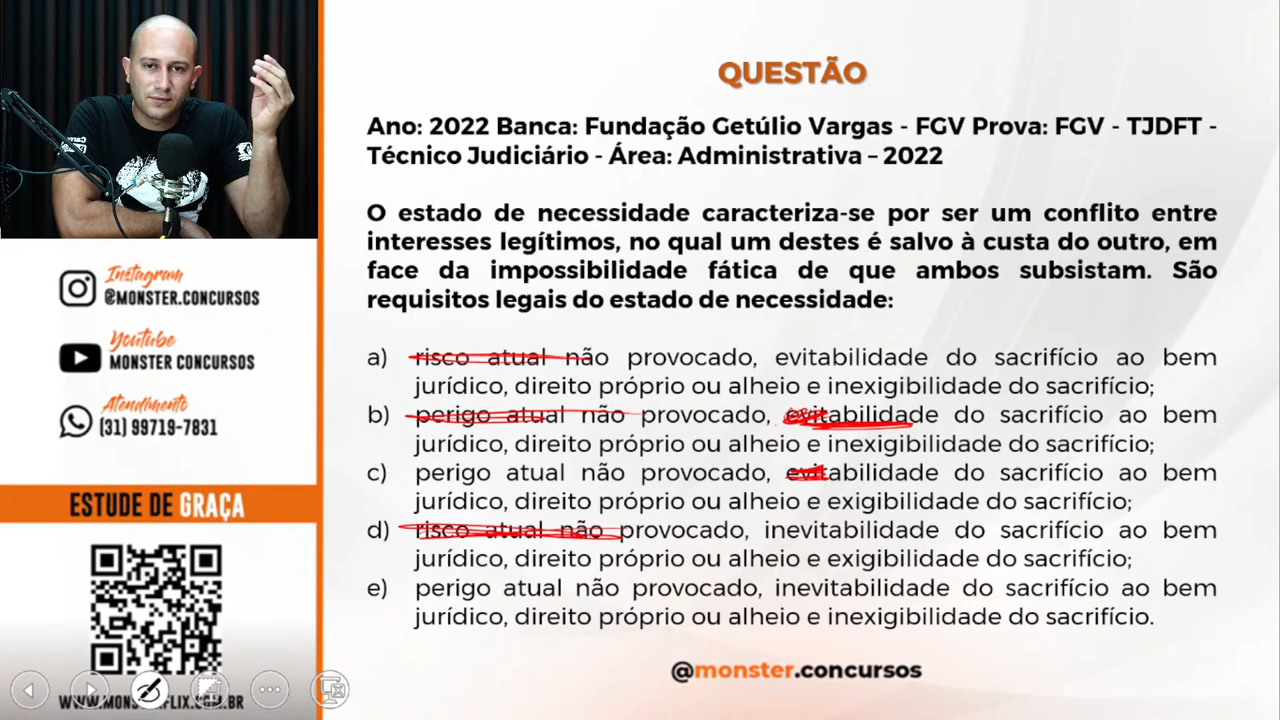 QUESTÃO
Ano: 2022 Banca: Fundação Getúlio Vargas - FGV Prova: FGV - TJDFT -
Técnico Judiciário - Área: Administrativa – 2022
O estado de necessidade caracteriza-se por ser um conflito entre
interesses legítimos, no qual um destes é salvo à custa do outro, em
face da impossibilidade fática de que ambos subsistam. São
requisitos legais do estado de necessidade:
a) risco atual não provocado, evitabilidade do sacrifício ao bem
jurídico, direito próprio ou alheio e inexigibilidade do sacrifício;
b) perigo atual não provocado, evitabilidade do sacrifício ao bem
jurídico, direito próprio ou alheio e inexigibilidade do sacrifício;
c) perigo atual não provocado, evitabilidade do sacrifício ao bem
jurídico, direito próprio ou alheio e exigibilidade do sacrifício;
d) risco atual não provocado, inevitabilidade do sacrifício ao bem
jurídico, direito próprio ou alheio e exigibilidade do sacrifício;
e) perigo atual não provocado, inevitabilidade do sacrifício ao bem
jurídico, direito próprio ou alheio e inexigibilidade do sacrifício.
@monster.concursos
Instagram
@MONSTER.CONCURSOS
Youtube
MONSTER CONCURSOS
Atendimento
(31) 99719-7831
ESTUDE DE GRAÇA